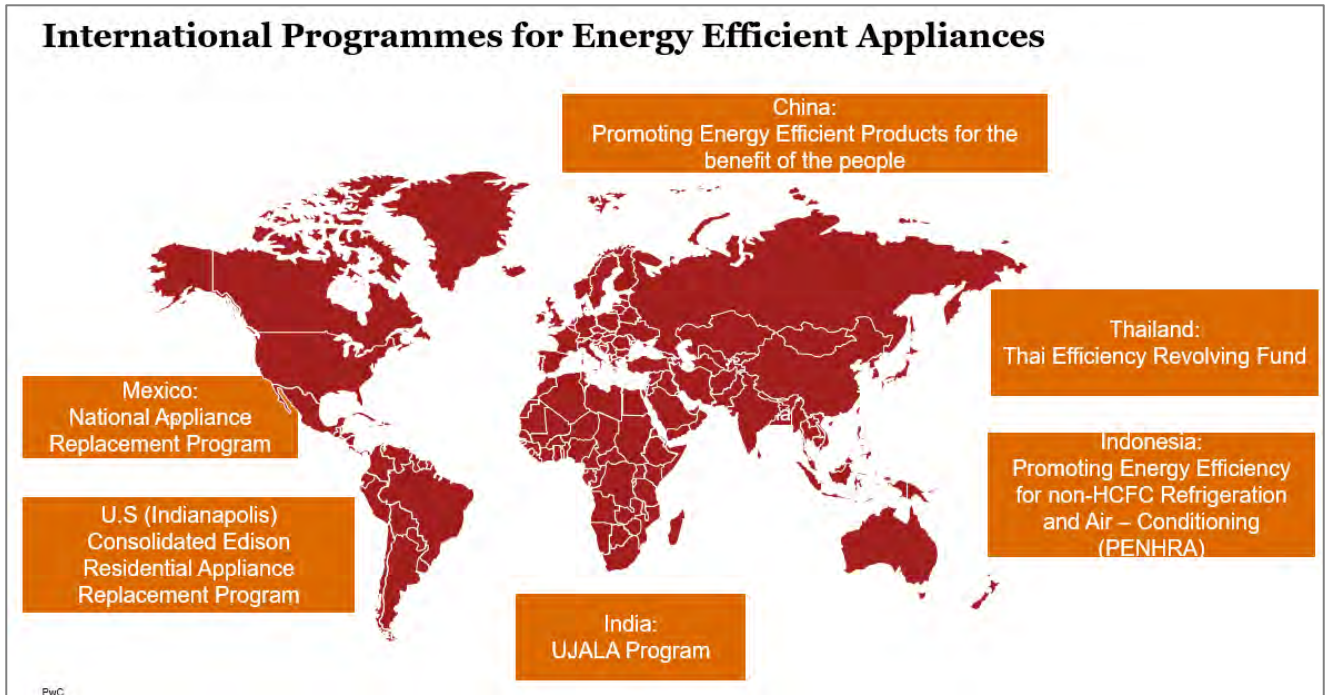 International Programmes for Energy Efficient Appliances
China:
Promoting Energy Efficient Products for the
benefit of the people
Thailand:
Thai Efficiency Revolving Fund
Mexico:
National Appliance
Replacement Program
Indonesia:
Promoting Energy Efficiency
for non-HCFC Refrigeration
and Air – Conditioning
(PENHRA)
U.S (Indianapolis)
Consolidated Edison
Residential Appliance
Replacement Program
India:
UJALA Program
PwC